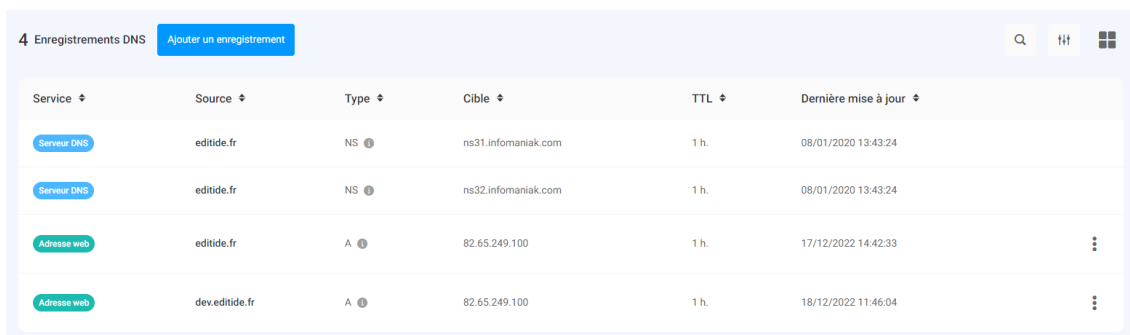 4 Enregistrements DNS Ajouter un enregistrement
Service Source Type Cible TTL Dernière mise à jour
Serveur DNS editide.fr NS ns31.infomaniak.com 1 h. 08/01/2020 13:43:24
Serveur DNS editide.fr NS ns32.infomaniak.com 1 h. 08/01/2020 13:43:24
Adresse web editide.fr A 82.65.249.100 1 h. 17/12/2022 14:42:33
Adresse web dev.editide.fr A 82.65.249.100 1 h. 18/12/2022 11:46:04